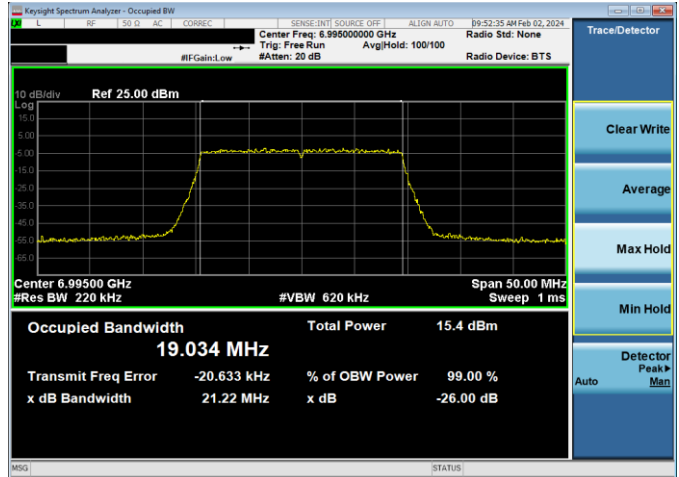 Keysight Spectrum Analyzer - Occupied BW
L RF 50 Ω AC CORREC SENSE:INT SOURCE OFF ALIGN AUTO 09:52:35 AM Feb 02, 2024
Center Freq: 6.995000000 GHz Radio Std: None
Trig: Free Run Avg|Hold: 100/100
#IFGain:Low #Atten: 20 dB Radio Device: BTS
Trace/Detector
10 dB/div Ref 25.00 dBm
Log
15.0
5.00
-5.00
-15.0
-25.0
-35.0
-45.0
-55.0
-65.0
Center 6.99500 GHz Span 50.00 MHz
#Res BW 220 kHz #VBW 620 kHz Sweep 1 ms
Occupied Bandwidth Total Power 15.4 dBm
19.034 MHz
Transmit Freq Error -20.633 kHz % of OBW Power 99.00 %
x dB Bandwidth 21.22 MHz x dB -26.00 dB
Clear Write
Average
Max Hold
Min Hold
Detector
Peak▶
Auto Man
MSG STATUS